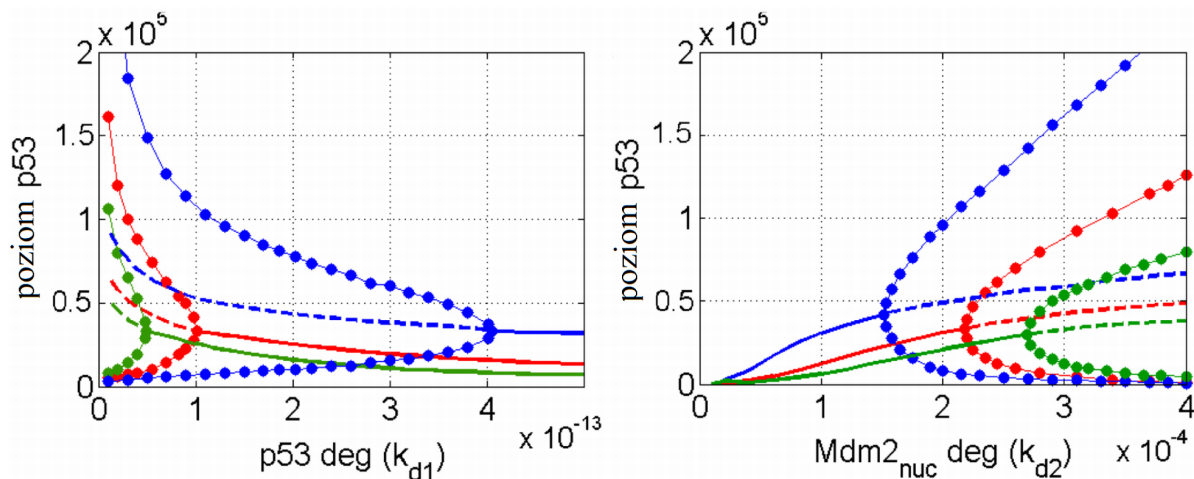 x 10^5
2
1.5
1
0.5
0
poziom p53
0 1 2 3 4
x 10^-13
p53 deg (k_d1)
x 10^5
2
1.5
1
0.5
0
poziom p53
0 1 2 3 4
x 10^-4
Mdm2_nuc deg (k_d2)